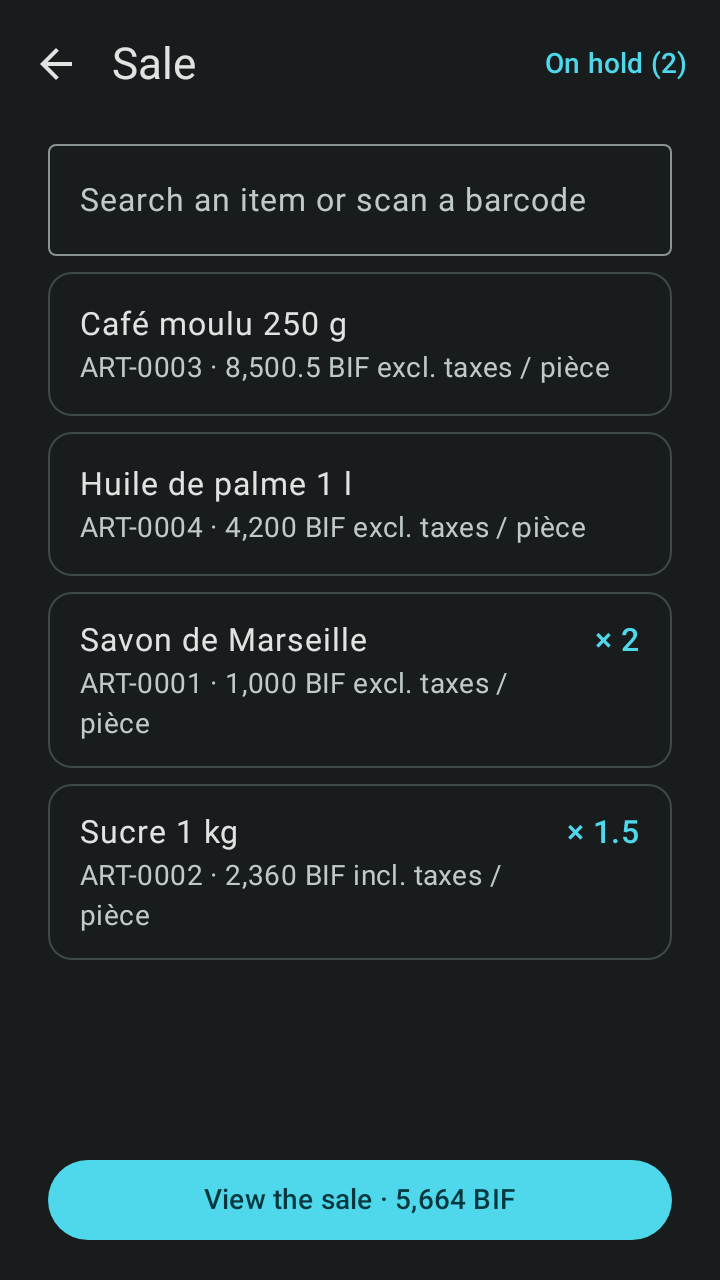 Sale
On hold (2)
Search an item or scan a barcode
Café moulu 250 g
ART-0003 · 8,500.5 BIF excl. taxes / pièce
Huile de palme 1 l
ART-0004 · 4,200 BIF excl. taxes / pièce
Savon de Marseille
× 2
ART-0001 · 1,000 BIF excl. taxes /
pièce
Sucre 1 kg
× 1.5
ART-0002 · 2,360 BIF incl. taxes /
pièce
View the sale · 5,664 BIF